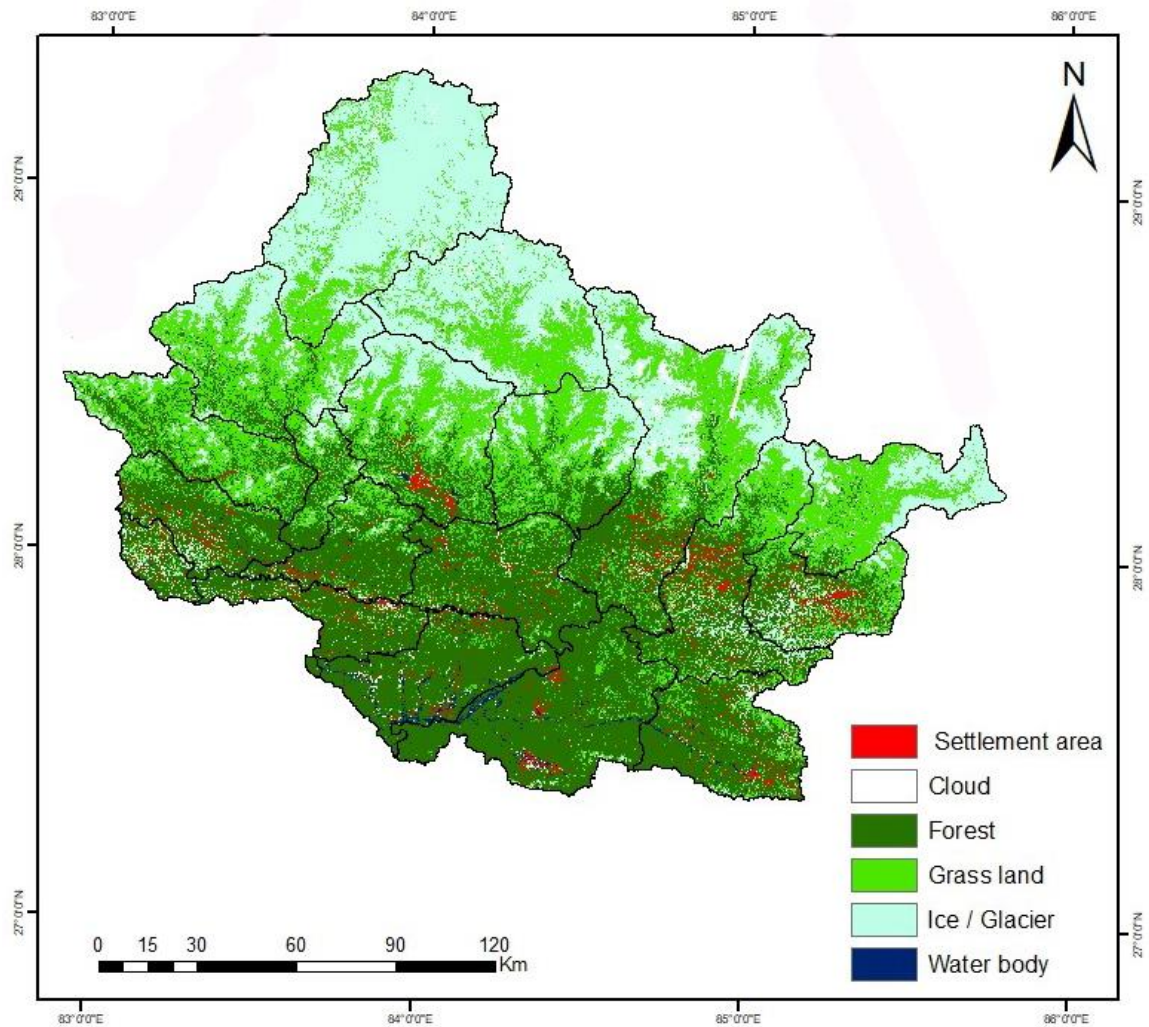 83°0'0"E 84°0'0"E 85°0'0"E 86°0'0"E
N
29°0'0"N 29°0'0"N
28°0'0"N 28°0'0"N
27°0'0"N 27°0'0"N
Settlement area
Cloud
Forest
Grass land
Ice / Glacier
Water body
0 15 30 60 90 120
Km
83°0'0"E 84°0'0"E 85°0'0"E 86°0'0"E